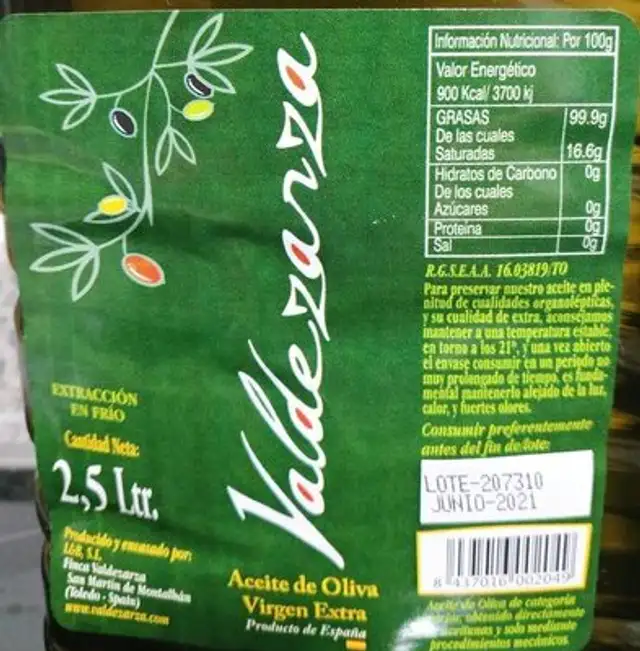 EXTRACCIÓN
EN FRÍO
Cantidad Neta:
2,5 Ltr.
Producido y envasado por:
LGB, S.L.
Finca Valdezarza
San Martin de Montalbán
(Toledo - Spain)
www.valdezarza.com
Valdezarza
Aceite de Oliva
Virgen Extra
Producto de España
Información Nutricional: Por 100g
Valor Energético
900 Kcal/ 3700 kj
GRASAS 99.9g
De las cuales
Saturadas 16.6g
Hidratos de Carbono 0g
De los cuales
Azúcares 0g
Proteina 0g
Sal 0g
R.G.S.E.A.A. 16.03819/TO
Para preservar nuestro aceite en ple-
nitud de cualidades organolépticas,
y su cualidad de extra, aconsejamos
mantener a una temperatura estable,
en torno a los 21º, y una vez abierto
el envase consumir en un periodo no
muy prolongado de tiempo, es funda-
mental mantenerlo alejado de la luz,
calor, y fuertes olores.
Consumir preferentemente
antes del fin de/lote:
LOTE-207310
JUNIO-2021
8 437016 002049
Aceite de Oliva de categoría
obtenido directamente
aceitunas y solo mediante
procedimientos mecánicos.